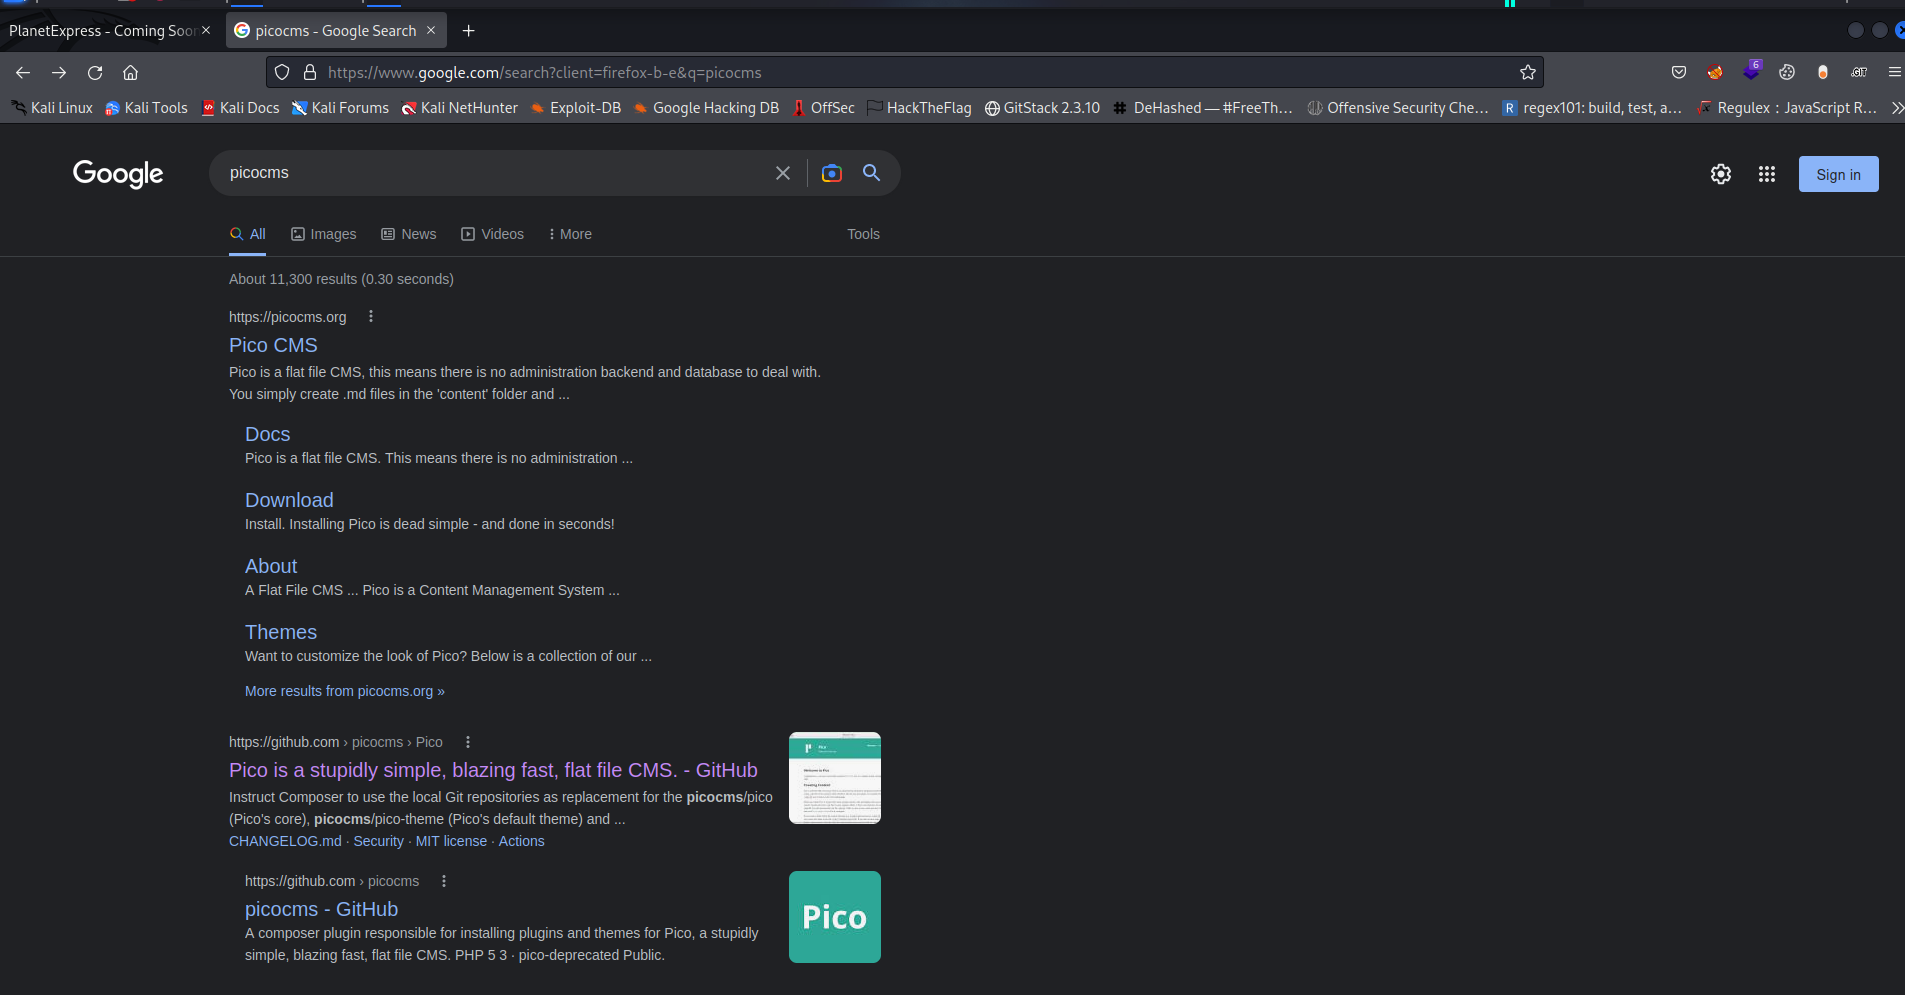 PlanetExpress - Coming Soon
picocms - Google Search
https://www.google.com/search?client=firefox-b-e&q=picocms
6
.GIT
Kali Linux Kali Tools Kali Docs Kali Forums Kali NetHunter Exploit-DB Google Hacking DB OffSec HackTheFlag GitStack 2.3.10 DeHashed — #FreeTh... Offensive Security Che... R regex101: build, test, a... Regulex : JavaScript R...
Google
picocms
Sign in
All Images News Videos More Tools
About 11,300 results (0.30 seconds)
https://picocms.org
Pico CMS
Pico is a flat file CMS, this means there is no administration backend and database to deal with.
You simply create .md files in the 'content' folder and ...
Docs
Pico is a flat file CMS. This means there is no administration ...
Download
Install. Installing Pico is dead simple - and done in seconds!
About
A Flat File CMS ... Pico is a Content Management System ...
Themes
Want to customize the look of Pico? Below is a collection of our ...
More results from picocms.org »
https://github.com › picocms › Pico
Pico is a stupidly simple, blazing fast, flat file CMS. - GitHub
Instruct Composer to use the local Git repositories as replacement for the picocms/pico
(Pico's core), picocms/pico-theme (Pico's default theme) and ...
CHANGELOG.md · Security · MIT license · Actions
https://github.com › picocms
picocms - GitHub
A composer plugin responsible for installing plugins and themes for Pico, a stupidly
simple, blazing fast, flat file CMS. PHP 5 3 · pico-deprecated Public.
Pico